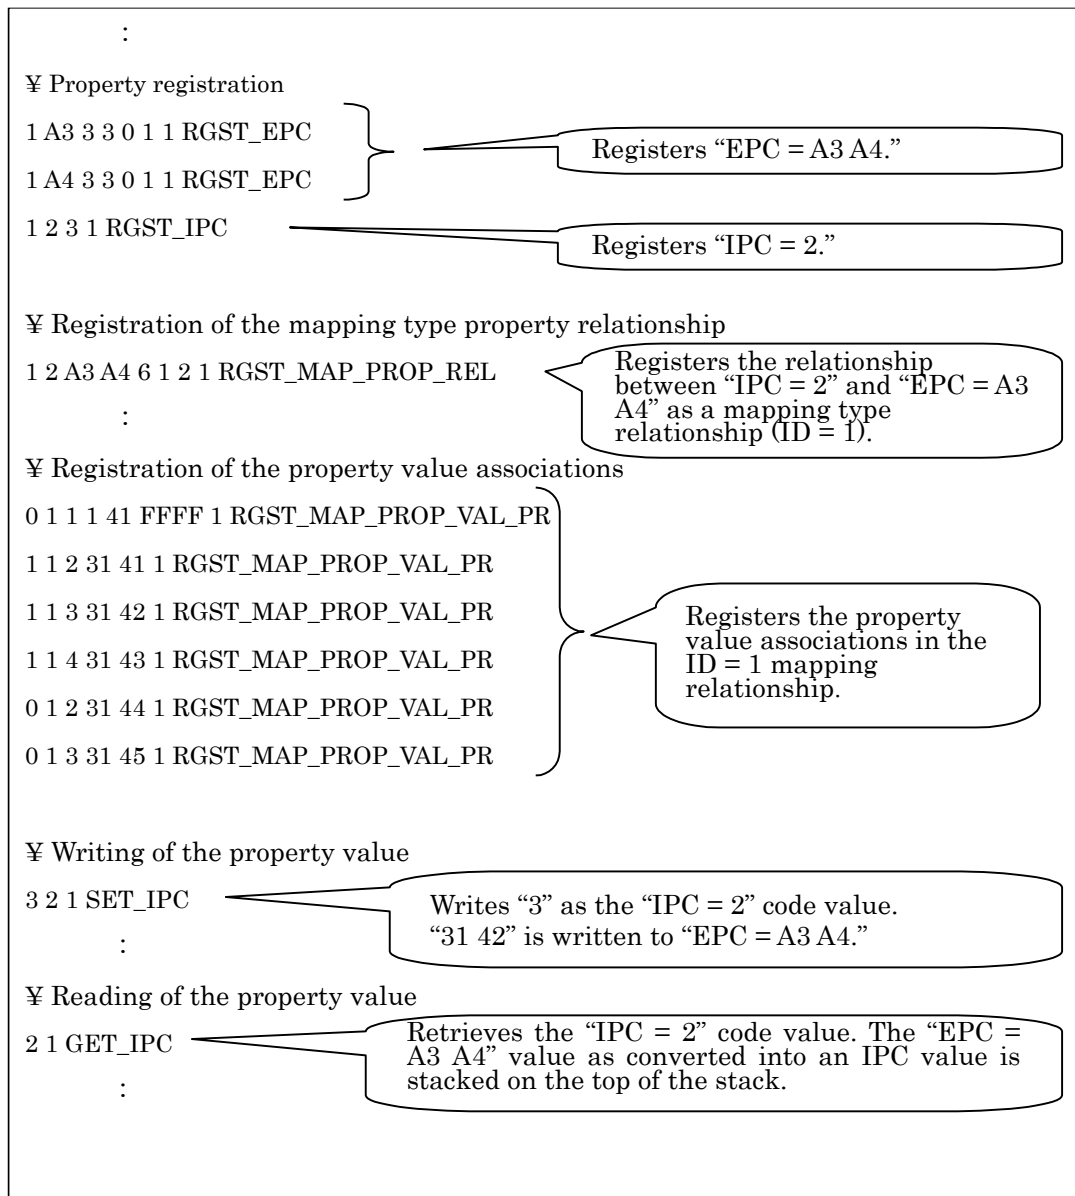 :
¥ Property registration
1 A3 3 3 0 1 1 RGST_EPC
1 A4 3 3 0 1 1 RGST_EPC
Registers “EPC = A3 A4.”
1 2 3 1 RGST_IPC
Registers “IPC = 2.”
¥ Registration of the mapping type property relationship
1 2 A3 A4 6 1 2 1 RGST_MAP_PROP_REL
Registers the relationship
between “IPC = 2” and “EPC = A3
A4” as a mapping type
relationship (ID = 1).
:
¥ Registration of the property value associations
0 1 1 1 41 FFFF 1 RGST_MAP_PROP_VAL_PR
1 1 2 31 41 1 RGST_MAP_PROP_VAL_PR
1 1 3 31 42 1 RGST_MAP_PROP_VAL_PR
1 1 4 31 43 1 RGST_MAP_PROP_VAL_PR
0 1 2 31 44 1 RGST_MAP_PROP_VAL_PR
0 1 3 31 45 1 RGST_MAP_PROP_VAL_PR
Registers the property
value associations in the
ID = 1 mapping
relationship.
¥ Writing of the property value
3 2 1 SET_IPC
Writes “3” as the “IPC = 2” code value.
“31 42” is written to “EPC = A3 A4.”
:
¥ Reading of the property value
2 1 GET_IPC
Retrieves the “IPC = 2” code value. The “EPC =
A3 A4” value as converted into an IPC value is
stacked on the top of the stack.
: